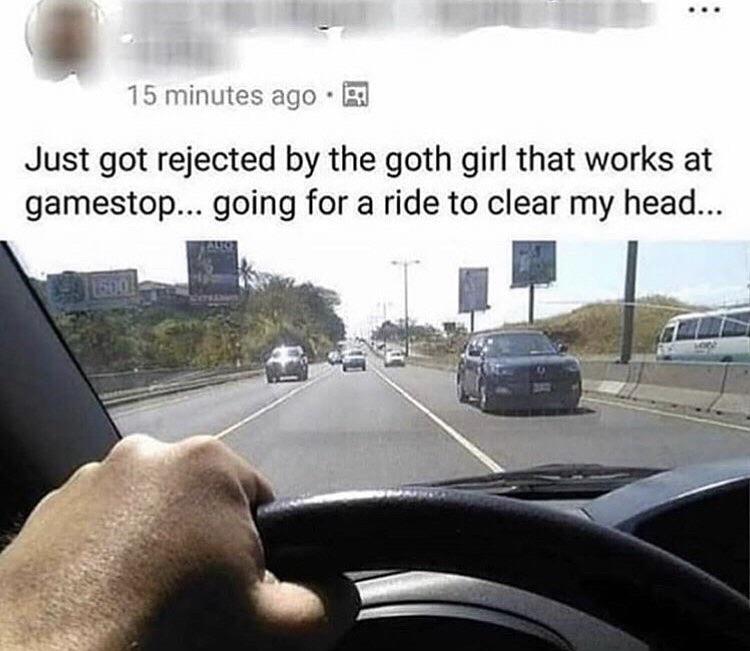 15 minutes ago •
Just got rejected by the goth girl that works at
gamestop... going for a ride to clear my head...